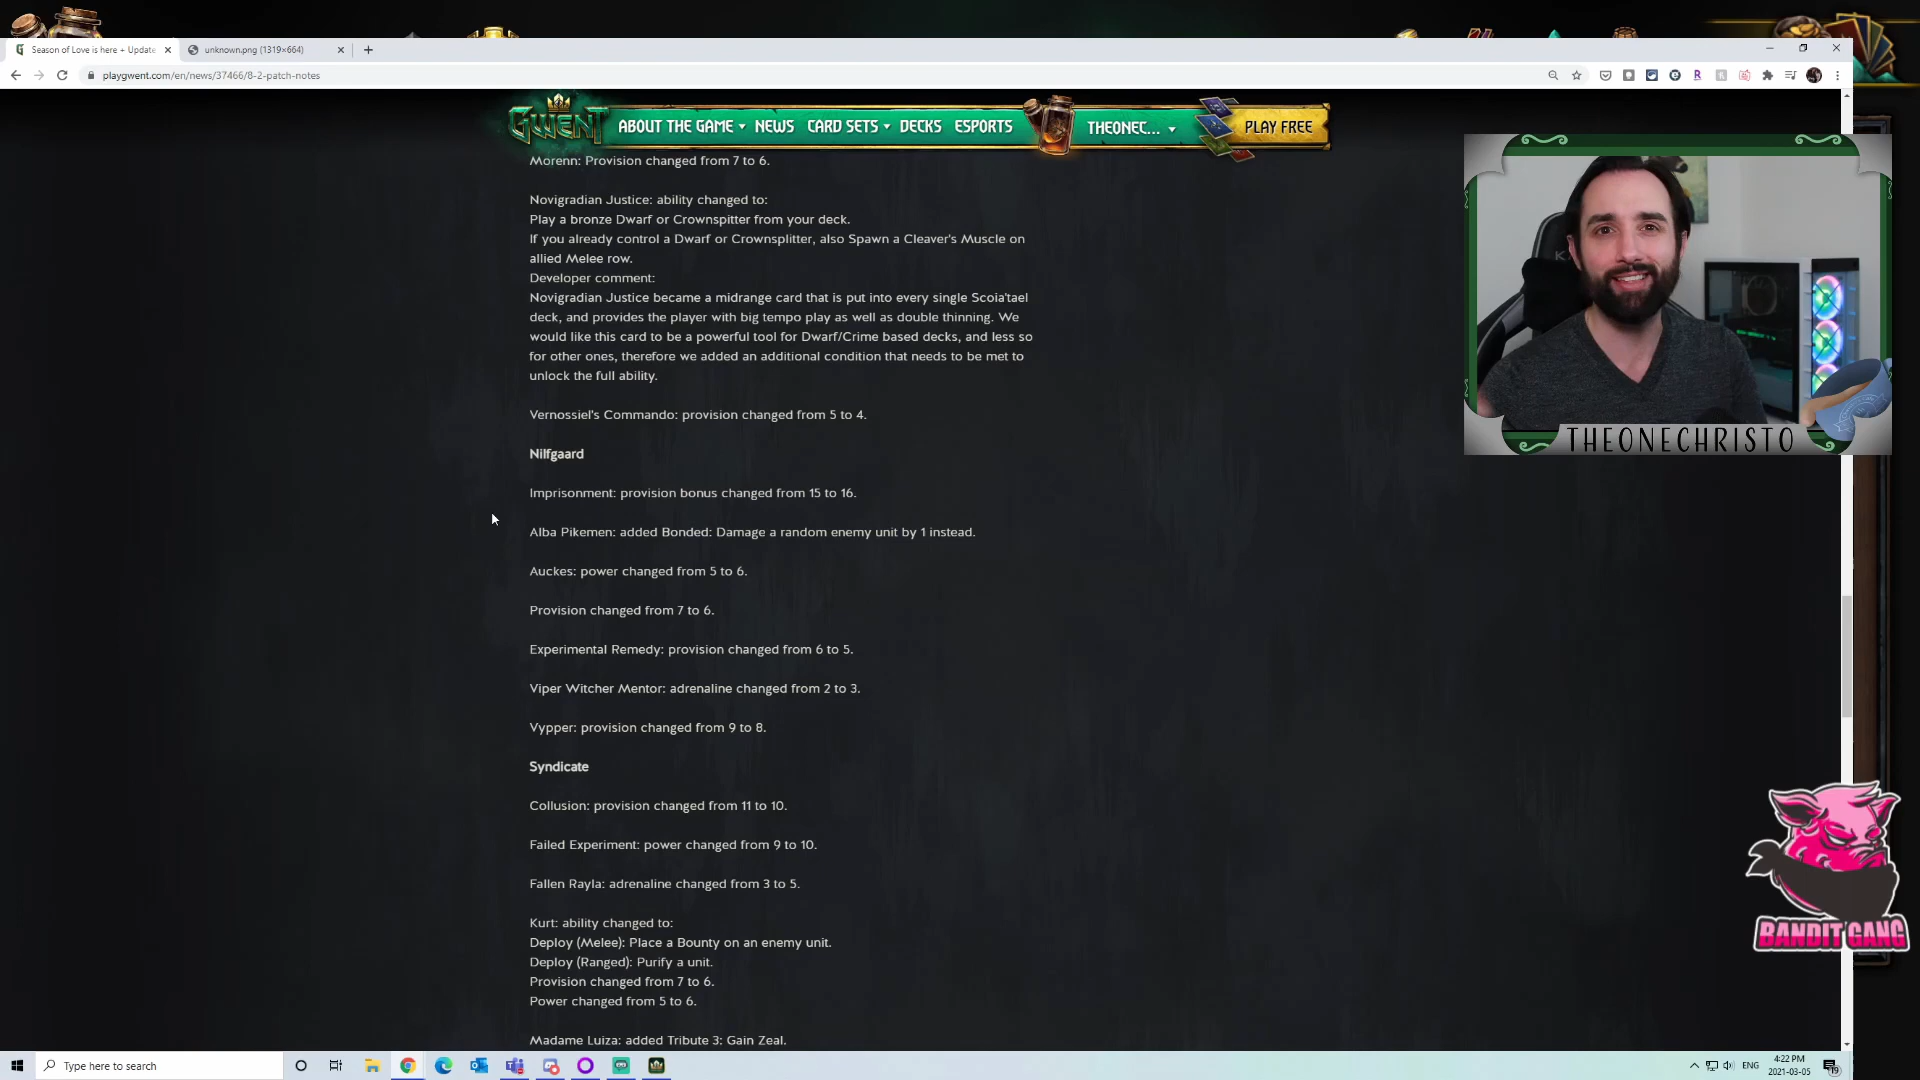 Season of Love is here + Update
unknown.png (1319×664)
playgwent.com/en/news/37466/8-2-patch-notes
GWENT
ABOUT THE GAME
NEWS
CARD SETS
DECKS
ESPORTS
THEONEC...
PLAY FREE
Morenn: Provision changed from 7 to 6.
Novigradian Justice: ability changed to:
Play a bronze Dwarf or Crownspitter from your deck.
If you already control a Dwarf or Crownsplitter, also Spawn a Cleaver's Muscle on
allied Melee row.
Developer comment:
Novigradian Justice became a midrange card that is put into every single Scoia'tael
deck, and provides the player with big tempo play as well as double thinning. We
would like this card to be a powerful tool for Dwarf/Crime based decks, and less so
for other ones, therefore we added an additional condition that needs to be met to
unlock the full ability.
Vernossiel's Commando: provision changed from 5 to 4.
Nilfgaard
Imprisonment: provision bonus changed from 15 to 16.
Alba Pikemen: added Bonded: Damage a random enemy unit by 1 instead.
Auckes: power changed from 5 to 6.
Provision changed from 7 to 6.
Experimental Remedy: provision changed from 6 to 5.
Viper Witcher Mentor: adrenaline changed from 2 to 3.
Vypper: provision changed from 9 to 8.
Syndicate
Collusion: provision changed from 11 to 10.
Failed Experiment: power changed from 9 to 10.
Fallen Rayla: adrenaline changed from 3 to 5.
Kurt: ability changed to:
Deploy (Melee): Place a Bounty on an enemy unit.
Deploy (Ranged): Purify a unit.
Provision changed from 7 to 6.
Power changed from 5 to 6.
Madame Luiza: added Tribute 3: Gain Zeal.
THEONECHRISTO
BANDIT GANG
Type here to search
ENG
4:22 PM
2021-03-05
19